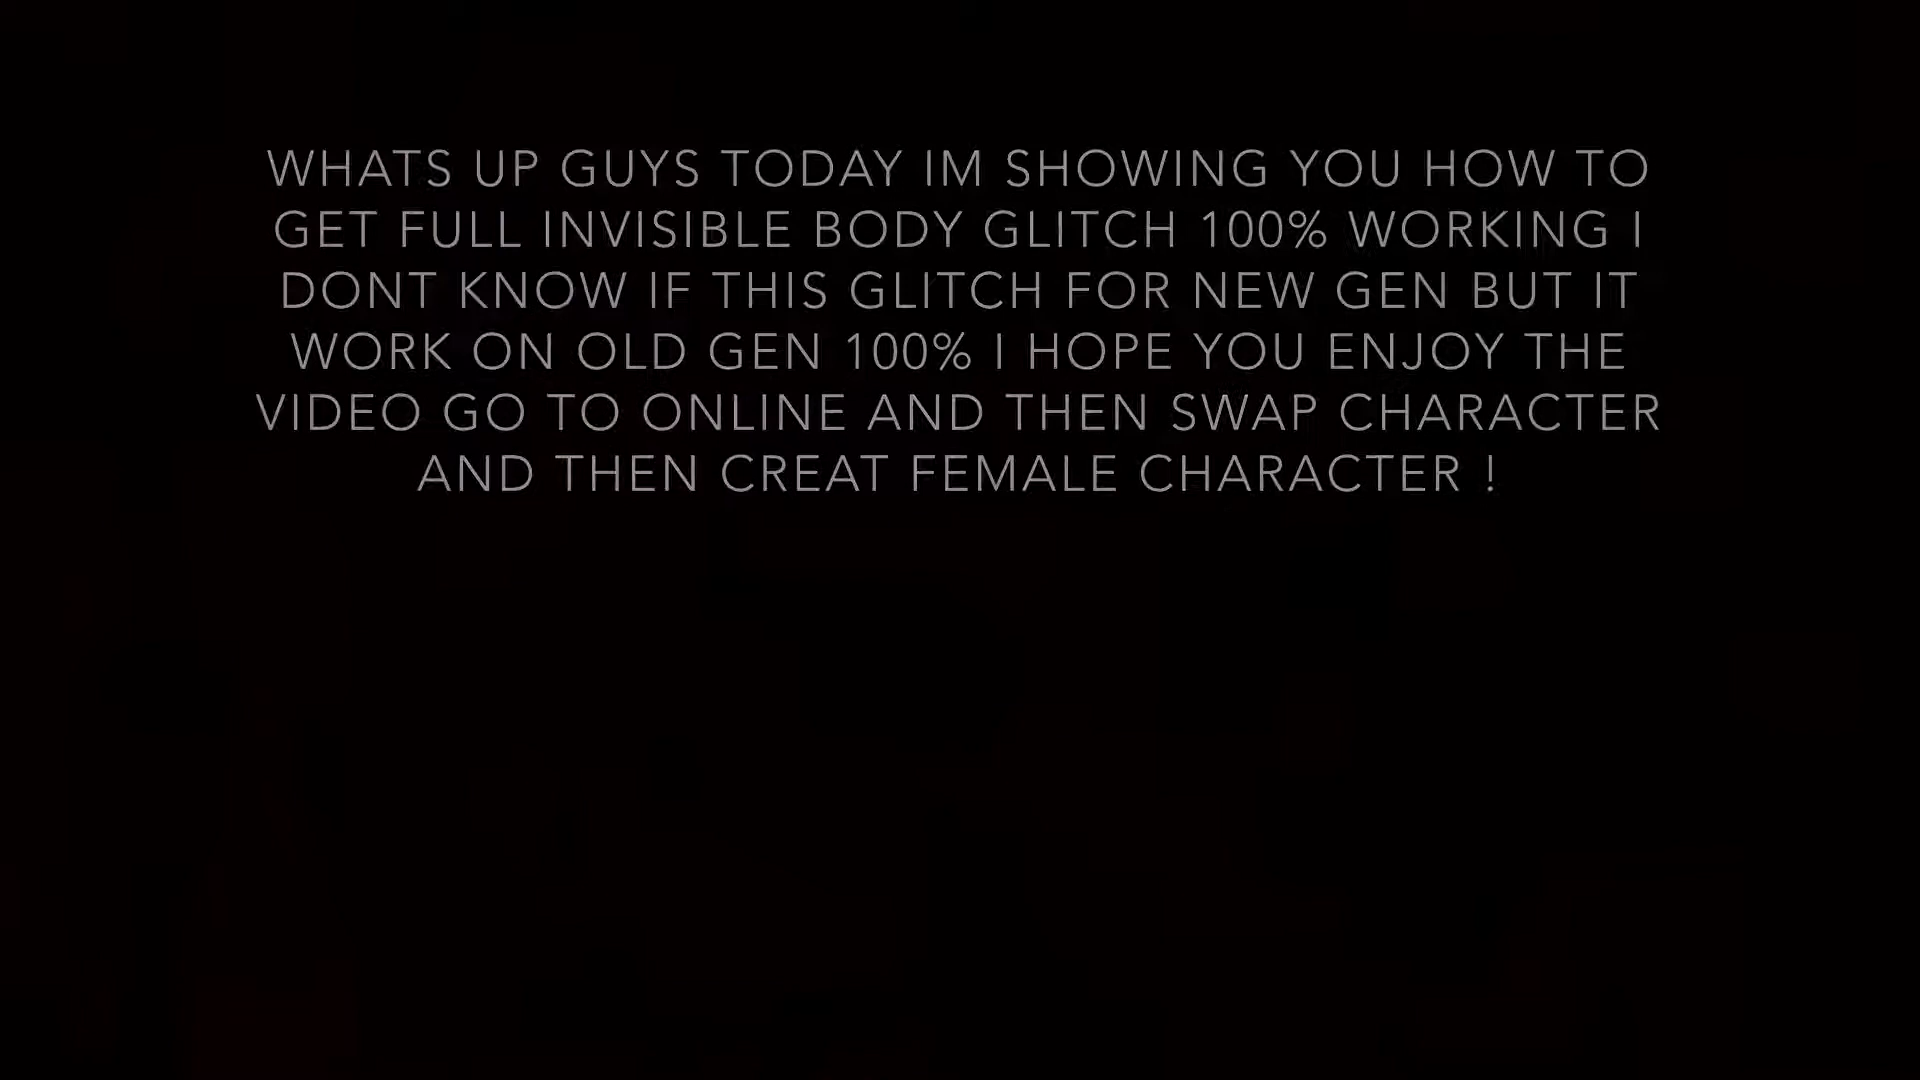 WHATS UP GUYS TODAY IM SHOWING YOU HOW TO
GET FULL INVISIBLE BODY GLITCH 100% WORKING I
DONT KNOW IF THIS GLITCH FOR NEW GEN BUT IT
WORK ON OLD GEN 100% I HOPE YOU ENJOY THE
VIDEO GO TO ONLINE AND THEN SWAP CHARACTER
AND THEN CREAT FEMALE CHARACTER !